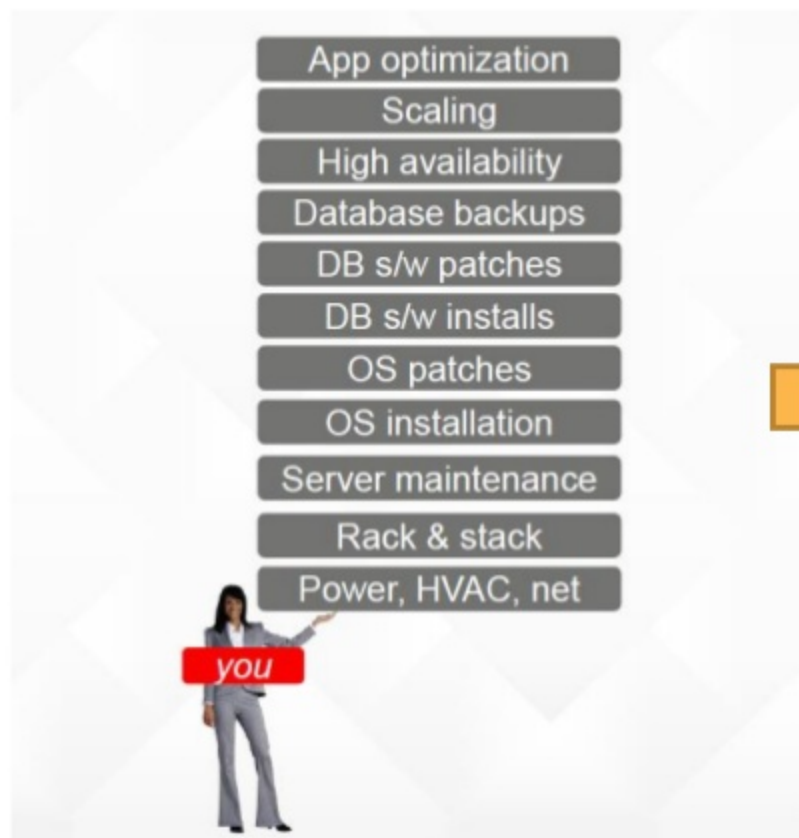 App optimization
Scaling
High availability
Database backups
DB s/w patches
DB s/w installs
OS patches
OS installation
Server maintenance
Rack & stack
Power, HVAC, net
you